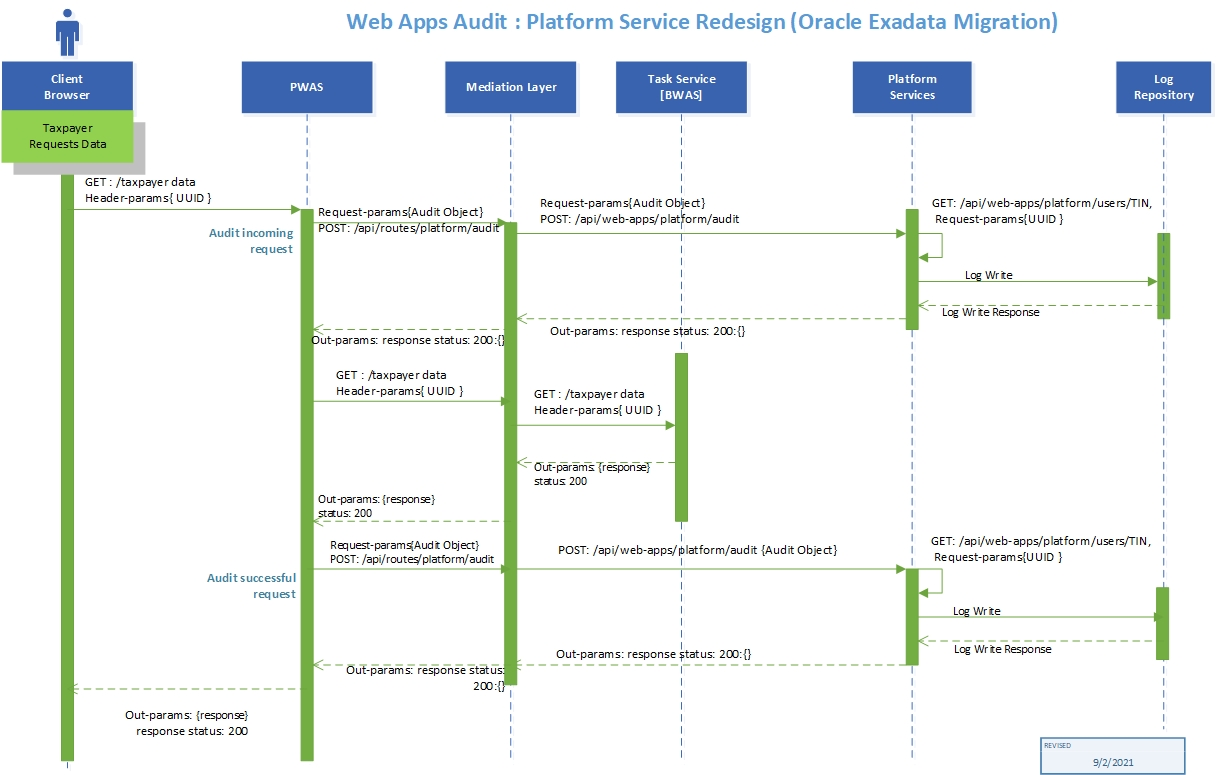 Web Apps Audit : Platform Service Redesign (Oracle Exadata Migration)
Client
Browser
PWAS
Mediation Layer
Task Service
[BWAS]
Platform
Services
Log
Repository
Taxpayer
Requests Data
GET : /taxpayer data
Header-params{ UUID }
Audit incoming
request
Request-params{Audit Object}
POST: /api/routes/platform/audit
Request-params{Audit Object}
POST: /api/web-apps/platform/audit
GET: /api/web-apps/platform/users/TIN,
Request-params{UUID }
Log Write
Log Write Response
Out-params: response status: 200:{}
Out-params: response status: 200:{}
GET : /taxpayer data
Header-params{ UUID }
GET : /taxpayer data
Header-params{ UUID }
Out-params: {response}
status: 200
Out-params: {response}
status: 200
Request-params{Audit Object}
POST: /api/routes/platform/audit
Audit successful
request
POST: /api/web-apps/platform/audit {Audit Object}
GET: /api/web-apps/platform/users/TIN,
Request-params{UUID }
Log Write
Log Write Response
Out-params: response status: 200:{}
Out-params: response status:
200:{}
Out-params: {response}
response status: 200
REVISED
9/2/2021